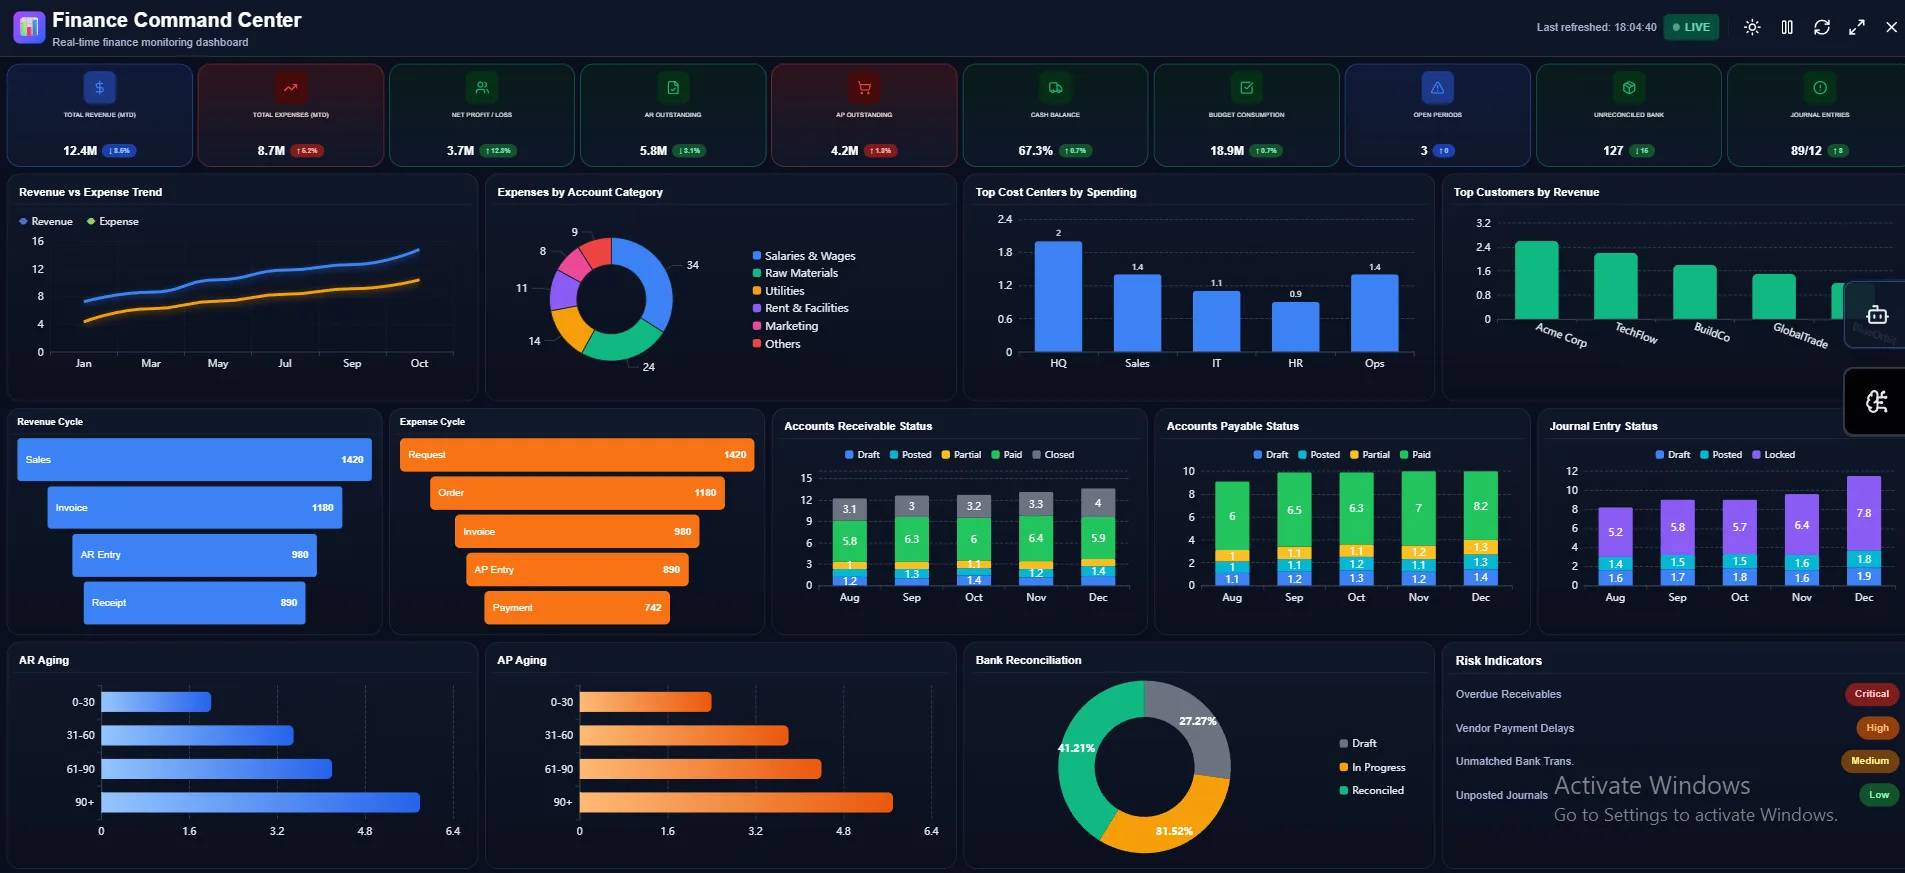 Finance Command Center
Real-time finance monitoring dashboard
Last refreshed: 18:04:40
LIVE
TOTAL REVENUE (MTD)
12.4M ↓ 8.5%
TOTAL EXPENSES (MTD)
8.7M ↑ 5.2%
NET PROFIT / LOSS
3.7M ↑ 12.3%
AR OUTSTANDING
5.8M ↓ 3.1%
AP OUTSTANDING
4.2M ↑ 1.8%
CASH BALANCE
67.3% ↑ 0.7%
BUDGET CONSUMPTION
18.9M ↑ 0.7%
OPEN PERIODS
3 ↑ 0
UNRECONCILED BANK
127 ↓ 16
JOURNAL ENTRIES
89/12 ↑ 8
Revenue vs Expense Trend
Revenue Expense
16
12
8
4
0
Jan Mar May Jul Sep Oct
Expenses by Account Category
9
8
11
14
24
34
Salaries & Wages
Raw Materials
Utilities
Rent & Facilities
Marketing
Others
Top Cost Centers by Spending
2.4
1.8
1.2
0.6
0
2 1.4 1.1 0.9 1.4
HQ Sales IT HR Ops
Top Customers by Revenue
3.2
2.4
1.6
0.8
0
Acme Corp TechFlow BuildCo GlobalTrade
Revenue Cycle
Sales 1420
Invoice 1180
AR Entry 980
Receipt 890
Expense Cycle
Request 1420
Order 1180
Invoice 980
AP Entry 890
Payment 742
Accounts Receivable Status
Draft Posted Partial Paid Closed
15
12
9
6
3
0
3.1 3 3.2 3.3 4
5.8 6.3 6 6.4 5.9
1 1.1
1.3 1.2 1.4
1.2 1.4
Aug Sep Oct Nov Dec
Accounts Payable Status
Draft Posted Partial Paid
10
8
6
4
2
0
6 6.5 6.3 7 8.2
1 1.1 1.1 1.2 1.3
1 1.1 1.2 1.1 1.3
1.1 1.2 1.3 1.2 1.4
Aug Sep Oct Nov Dec
Journal Entry Status
Draft Posted Locked
12
10
8
6
4
2
0
5.2 5.8 5.7 6.4 7.8
1.4 1.5 1.5 1.6 1.8
1.6 1.7 1.8 1.6 1.9
Aug Sep Oct Nov Dec
AR Aging
0-30
31-60
61-90
90+
0 1.6 3.2 4.8 6.4
AP Aging
0-30
31-60
61-90
90+
0 1.6 3.2 4.8 6.4
Bank Reconciliation
27.27%
41.21%
31.52%
Draft
In Progress
Reconciled
Risk Indicators
Overdue Receivables Critical
Vendor Payment Delays High
Unmatched Bank Trans. Medium
Unposted Journals Low
Activate Windows
Go to Settings to activate Windows.